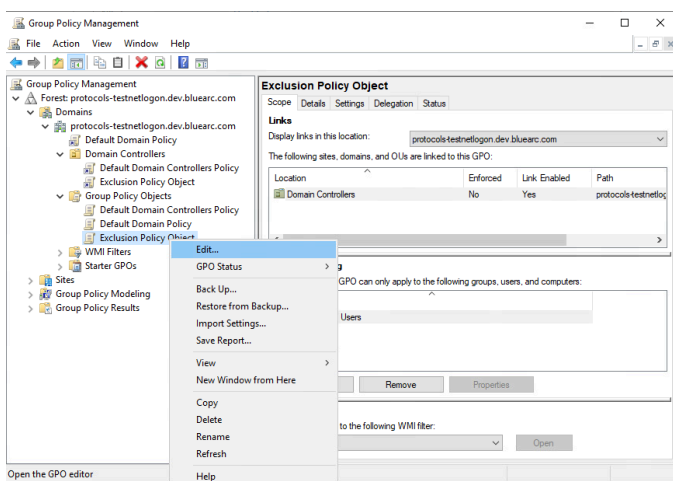 Group Policy Management
File Action View Window Help
Group Policy Management
Forest: protocols-testnetlogon.dev.bluearc.com
Domains
protocols-testnetlogon.dev.bluearc.com
Default Domain Policy
Domain Controllers
Default Domain Controllers Policy
Exclusion Policy Object
Group Policy Objects
Default Domain Controllers Policy
Default Domain Policy
Exclusion Policy Object
WMI Filters
Starter GPOs
Sites
Group Policy Modeling
Group Policy Results
Edit...
GPO Status
Back Up...
Restore from Backup...
Import Settings...
Save Report...
View
New Window from Here
Copy
Delete
Rename
Refresh
Help
Exclusion Policy Object
Scope Details Settings Delegation Status
Links
Display links in this location: protocols-testnetlogon.dev.bluearc.com
The following sites, domains, and OUs are linked to this GPO:
Location Enforced Link Enabled Path
Domain Controllers No Yes protocols-testnetlog
GPO can only apply to the following groups, users, and computers:
Users
Remove Properties
to the following WMI filter:
Open
Open the GPO editor